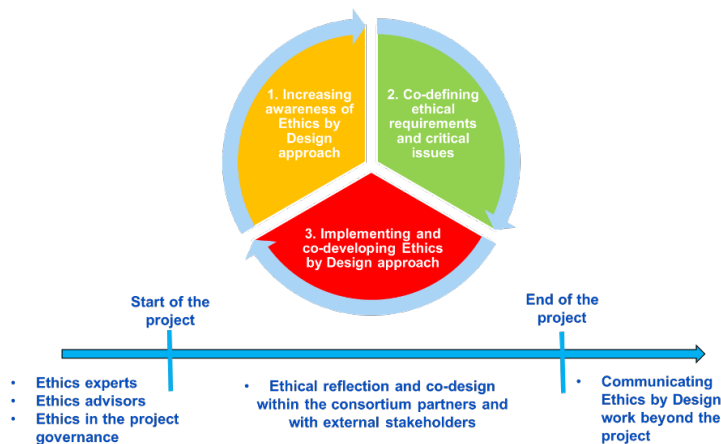 1. Increasing
awareness of
Ethics by
Design
approach
2. Co-defining
ethical
requirements
and critical
issues
3. Implementing and
co-developing Ethics
by Design approach
Start of the
project
End of the
project
• Ethics experts
• Ethics advisors
• Ethics in the project
governance
• Ethical reflection and co-design
within the consortium partners and
with external stakeholders
• Communicating
Ethics by Design
work beyond the
project